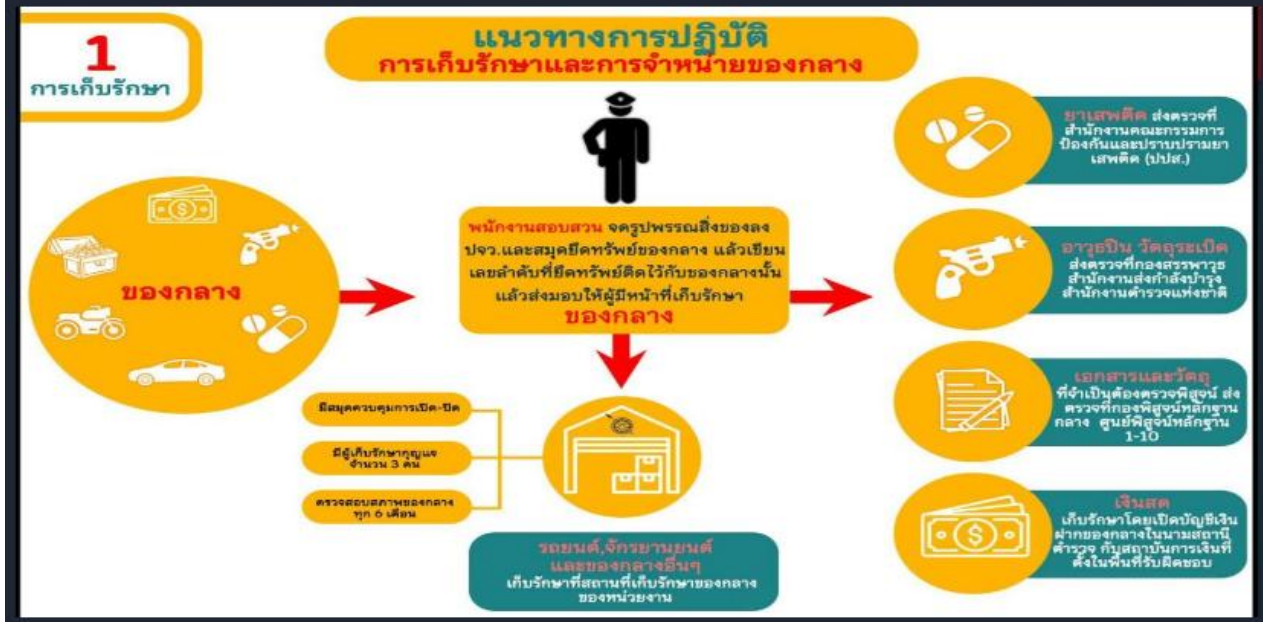 1
การเก็บรักษา
แนวทางการปฏิบัติ
การเก็บรักษาและการจำหน่ายของกลาง
ของกลาง
พนักงานสอบสวน จดรูปพรรณสิ่งของลง
ปจว.และสมุดยึดทรัพย์ของกลาง แล้วเขียน
เลขลำดับที่ยึดทรัพย์ติดไว้กับของกลางนั้น
แล้วส่งมอบให้ผู้มีหน้าที่เก็บรักษา
ของกลาง
มีสมุดควบคุมการเปิด-ปิด
มีผู้เก็บรักษากุญแจ
จำนวน 3 คน
ตรวจสอบสภาพของกลาง
ทุก 6 เดือน
รถยนต์,จักรยานยนต์
และของกลางอื่นๆ
เก็บรักษาที่สถานที่เก็บรักษาของกลาง
ของหน่วยงาน
ยาเสพติด ส่งตรวจที่
สำนักงานคณะกรรมการ
ป้องกันและปราบปรามยา
เสพติด (ปปส.)
อาวุธปืน วัตถุระเบิด
ส่งตรวจที่กองสรรพาวุธ
สำนักงานส่งกำลังบำรุง
สำนักงานตำรวจแห่งชาติ
เอกสารและวัตถุ
ที่จำเป็นต้องตรวจพิสูจน์ ส่ง
ตรวจที่กองพิสูจน์หลักฐาน
กลาง ศูนย์พิสูจน์หลักฐาน
1-10
เงินสด
เก็บรักษาโดยเปิดบัญชีเงิน
ฝากของกลางในนามสถานี
ตำรวจ กับสถาบันการเงินที่
ตั้งในพื้นที่รับผิดชอบ